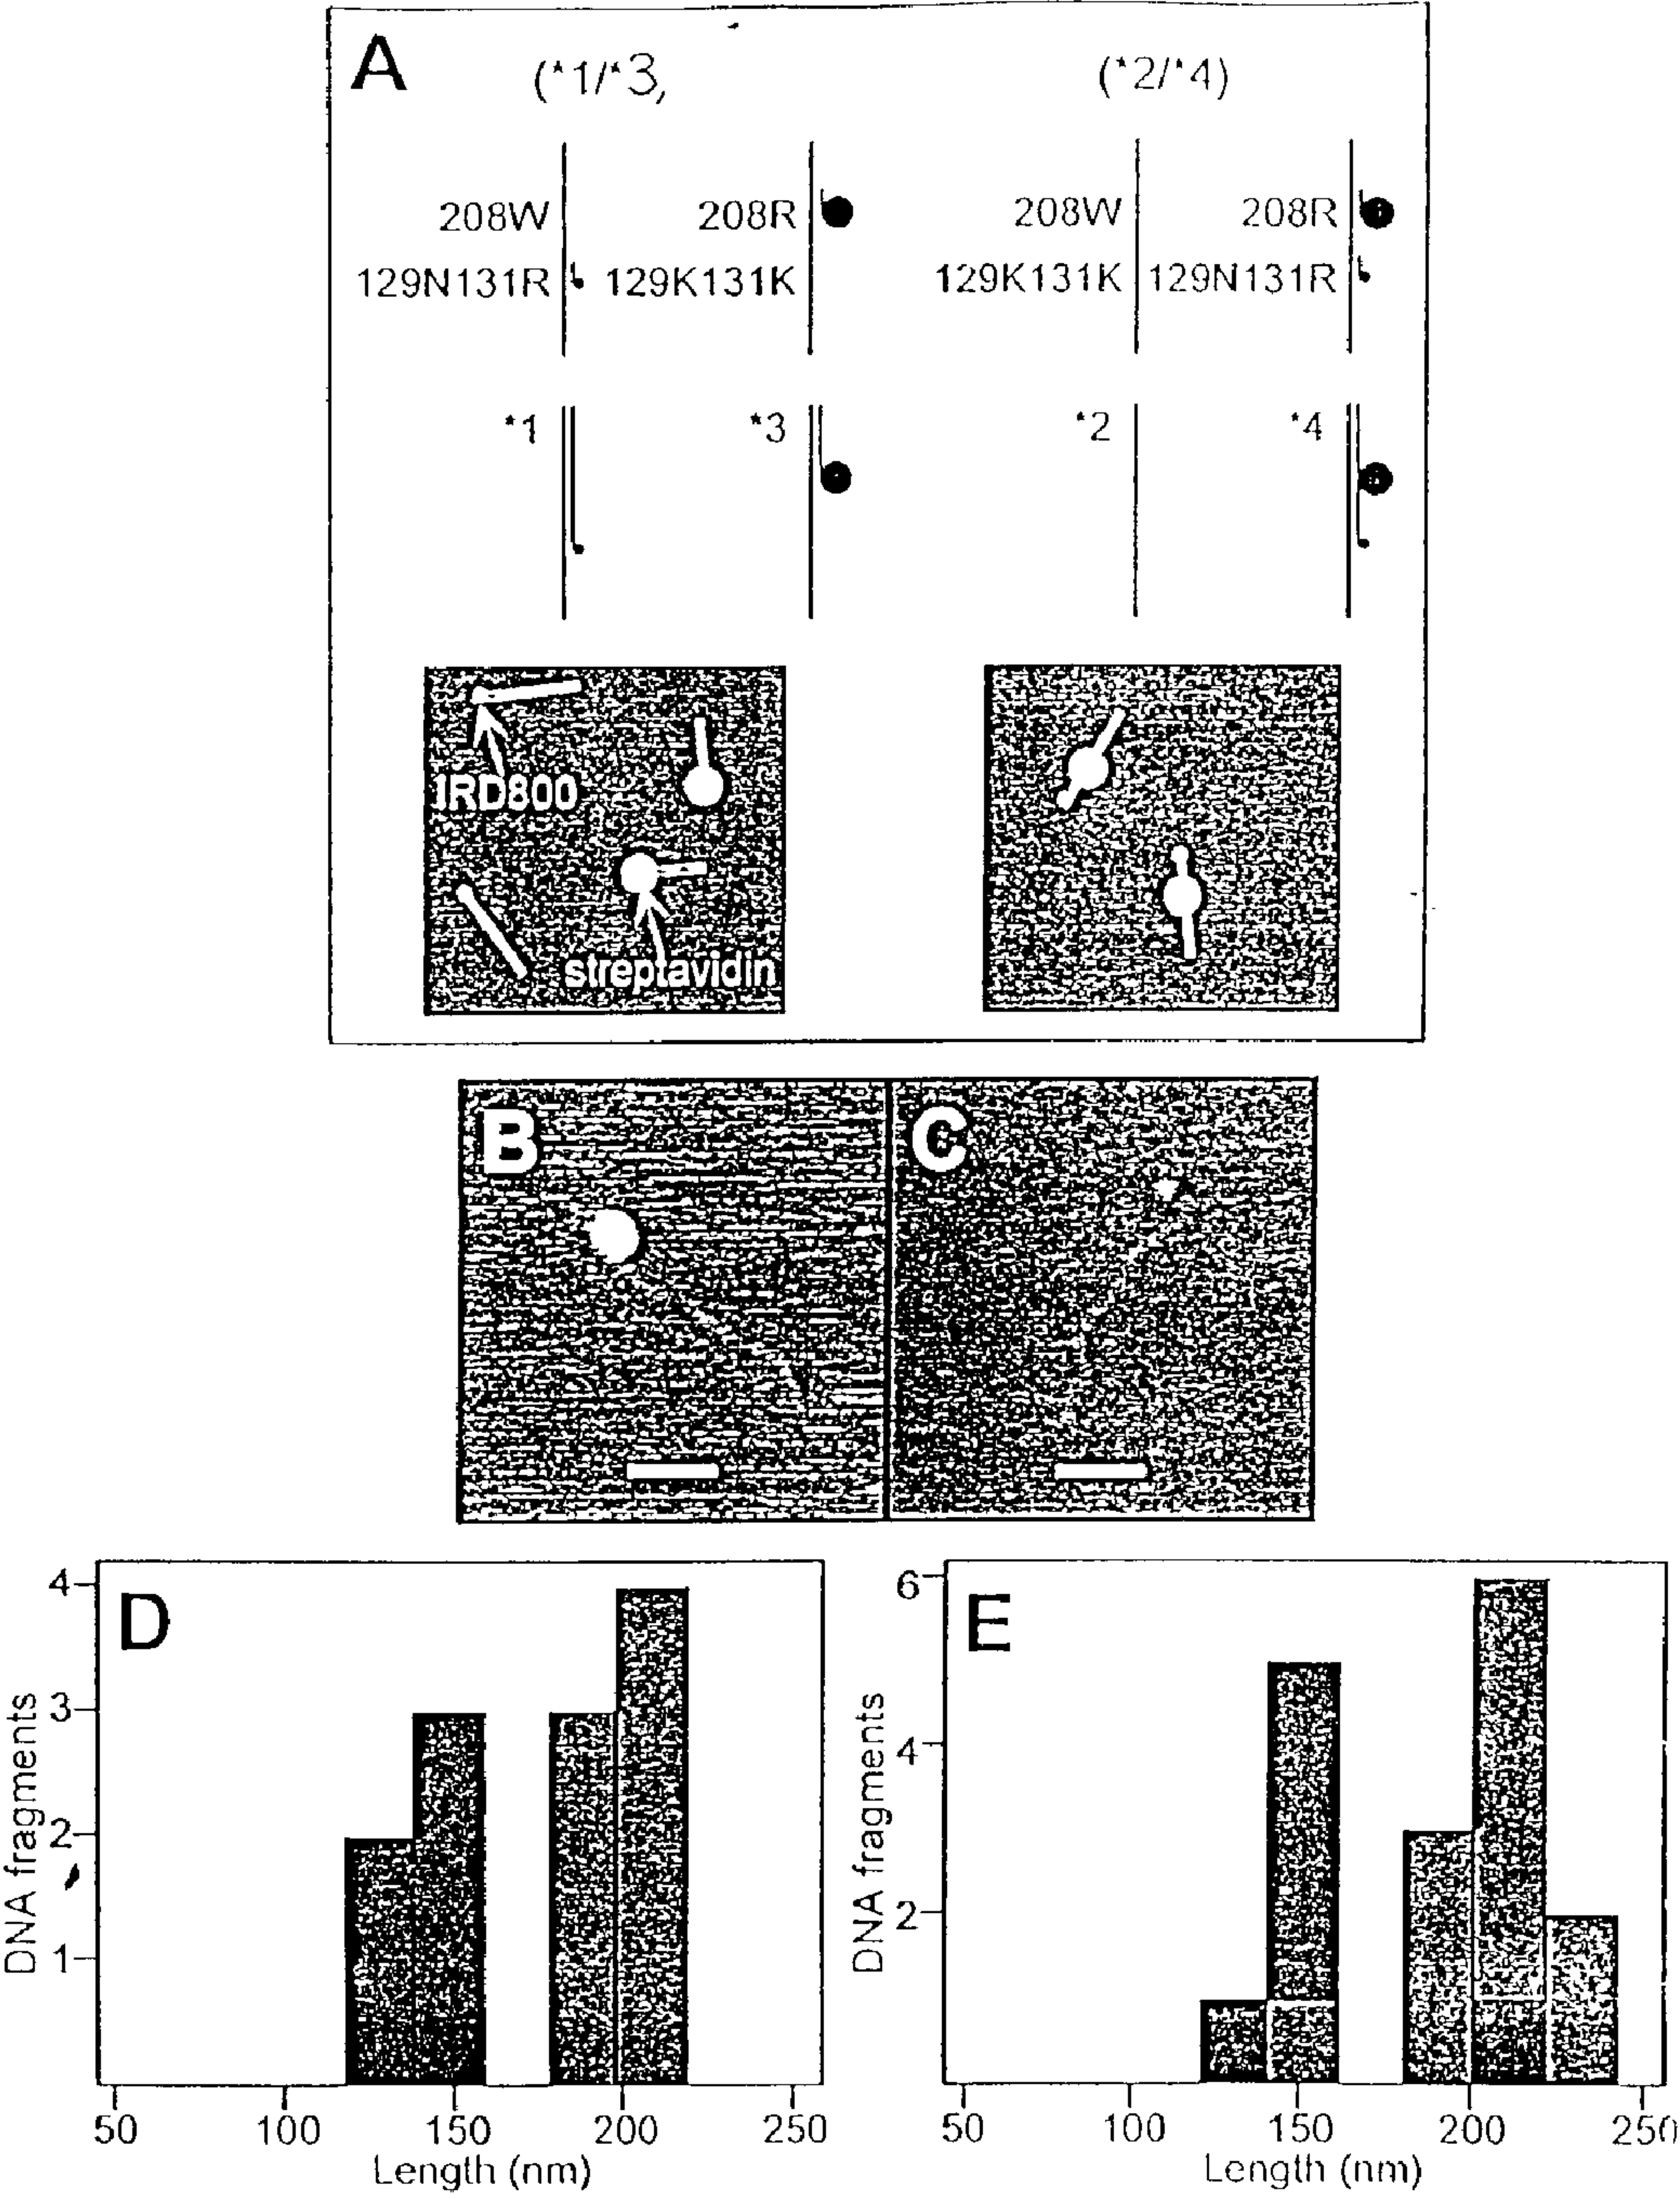 A
(*1/*3, (*2/*4)
208W 208R 208W 208R
129N131R 129K131K 129K131K 129N131R
*1 *3 *2 *4
IRD800
streptavidin
B C
D E
4
3
2
1
DNA fragments
50 100 150 200 250
Length (nm)
6
4
2
DNA fragments
50 100 150 200 250
Length (nm)